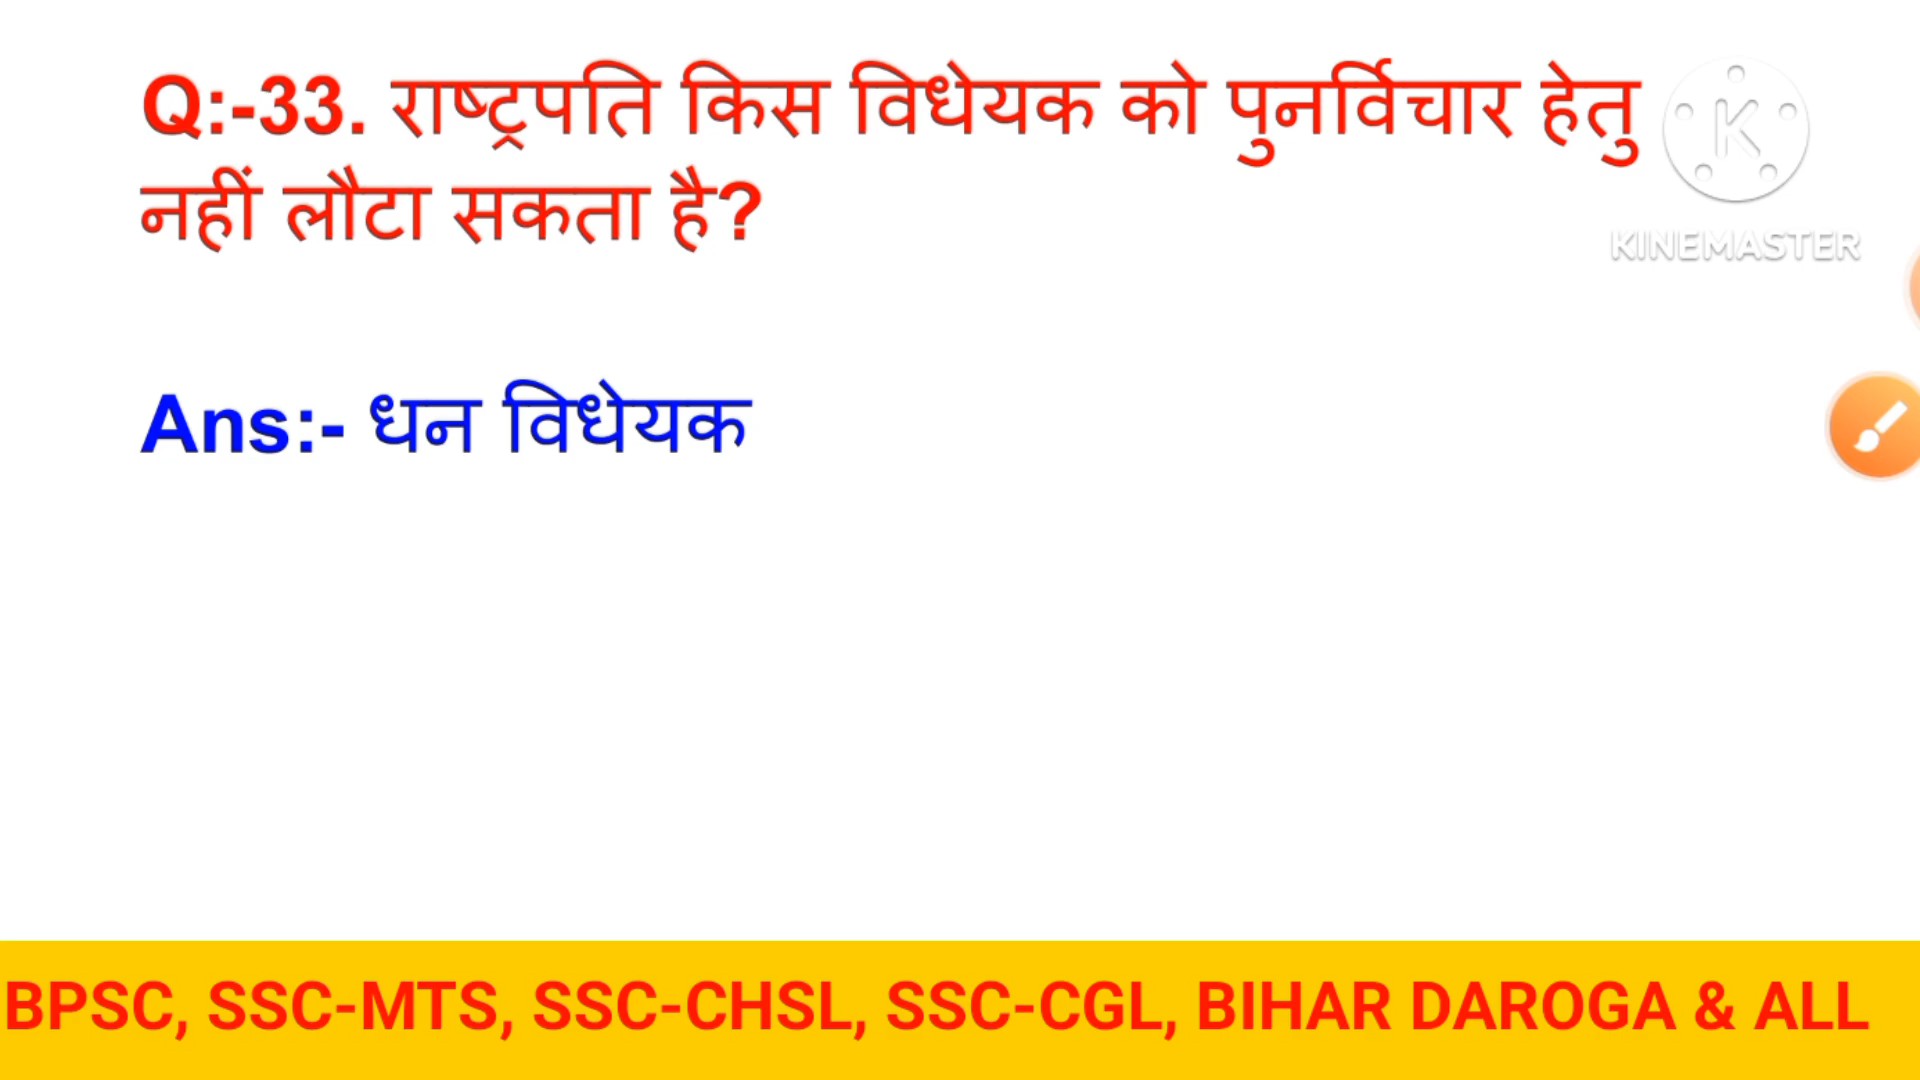 Q:-33. राष्ट्रपति किस विधेयक को पुनर्विचार हेतु
नहीं लौटा सकता है?
K
KINEMASTER
Ans:- धन विधेयक
BPSC, SSC-MTS, SSC-CHSL, SSC-CGL, BIHAR DAROGA & ALL